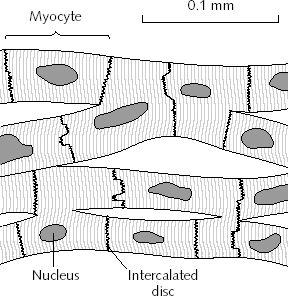 0.1 mm
Myocyte
Nucleus
Intercalated
disc